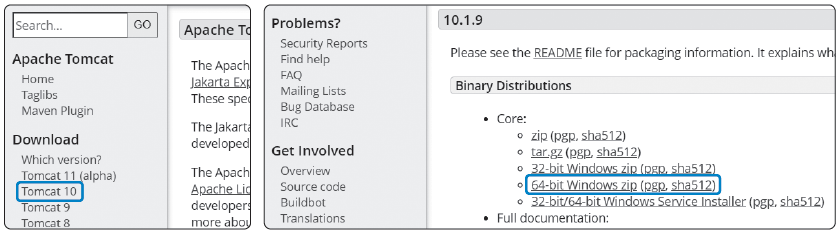 Search...
GO
Apache Tomcat
Home
Taglibs
Maven Plugin
Download
Which version?
Tomcat 11 (alpha)
Tomcat 10
Tomcat 9
Tomcat 8
Apache To
The Apach
Jakarta Exp
These spec
The Jakarta
developed
The Apach
Apache Lic
developers
more about
Problems?
Security Reports
Find help
FAQ
Mailing Lists
Bug Database
IRC
Get Involved
Overview
Source code
Buildbot
Translations
10.1.9
Please see the README file for packaging information. It explains wha
Binary Distributions
• Core:
◦ zip (pgp, sha512)
◦ tar.gz (pgp, sha512)
◦ 32-bit Windows zip (pgp, sha512)
◦ 64-bit Windows zip (pgp, sha512)
◦ 32-bit/64-bit Windows Service Installer (pgp, sha512)
• Full documentation: